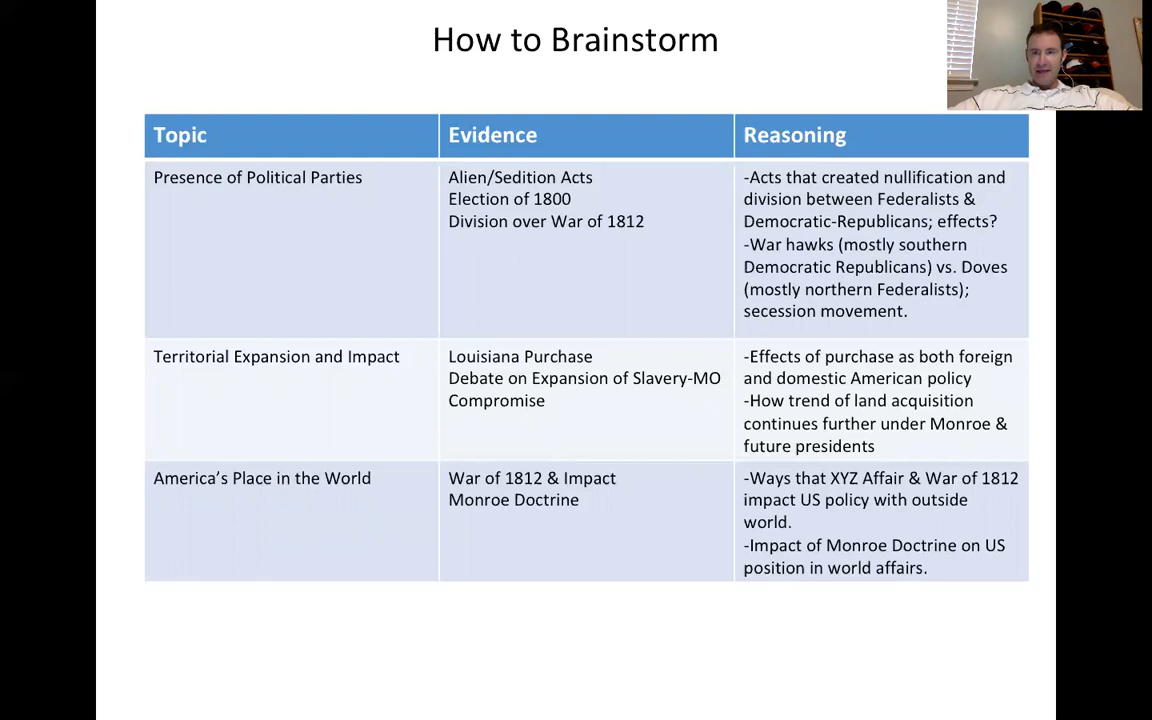 How to Brainstorm
Topic
Evidence
Reasoning
Presence of Political Parties
Alien/Sedition Acts
Election of 1800
Division over War of 1812
-Acts that created nullification and
division between Federalists &
Democratic-Republicans; effects?
-War hawks (mostly southern
Democratic Republicans) vs. Doves
(mostly northern Federalists);
secession movement.
Territorial Expansion and Impact
Louisiana Purchase
Debate on Expansion of Slavery-MO
Compromise
-Effects of purchase as both foreign
and domestic American policy
-How trend of land acquisition
continues further under Monroe &
future presidents
America’s Place in the World
War of 1812 & Impact
Monroe Doctrine
-Ways that XYZ Affair & War of 1812
impact US policy with outside
world.
-Impact of Monroe Doctrine on US
position in world affairs.